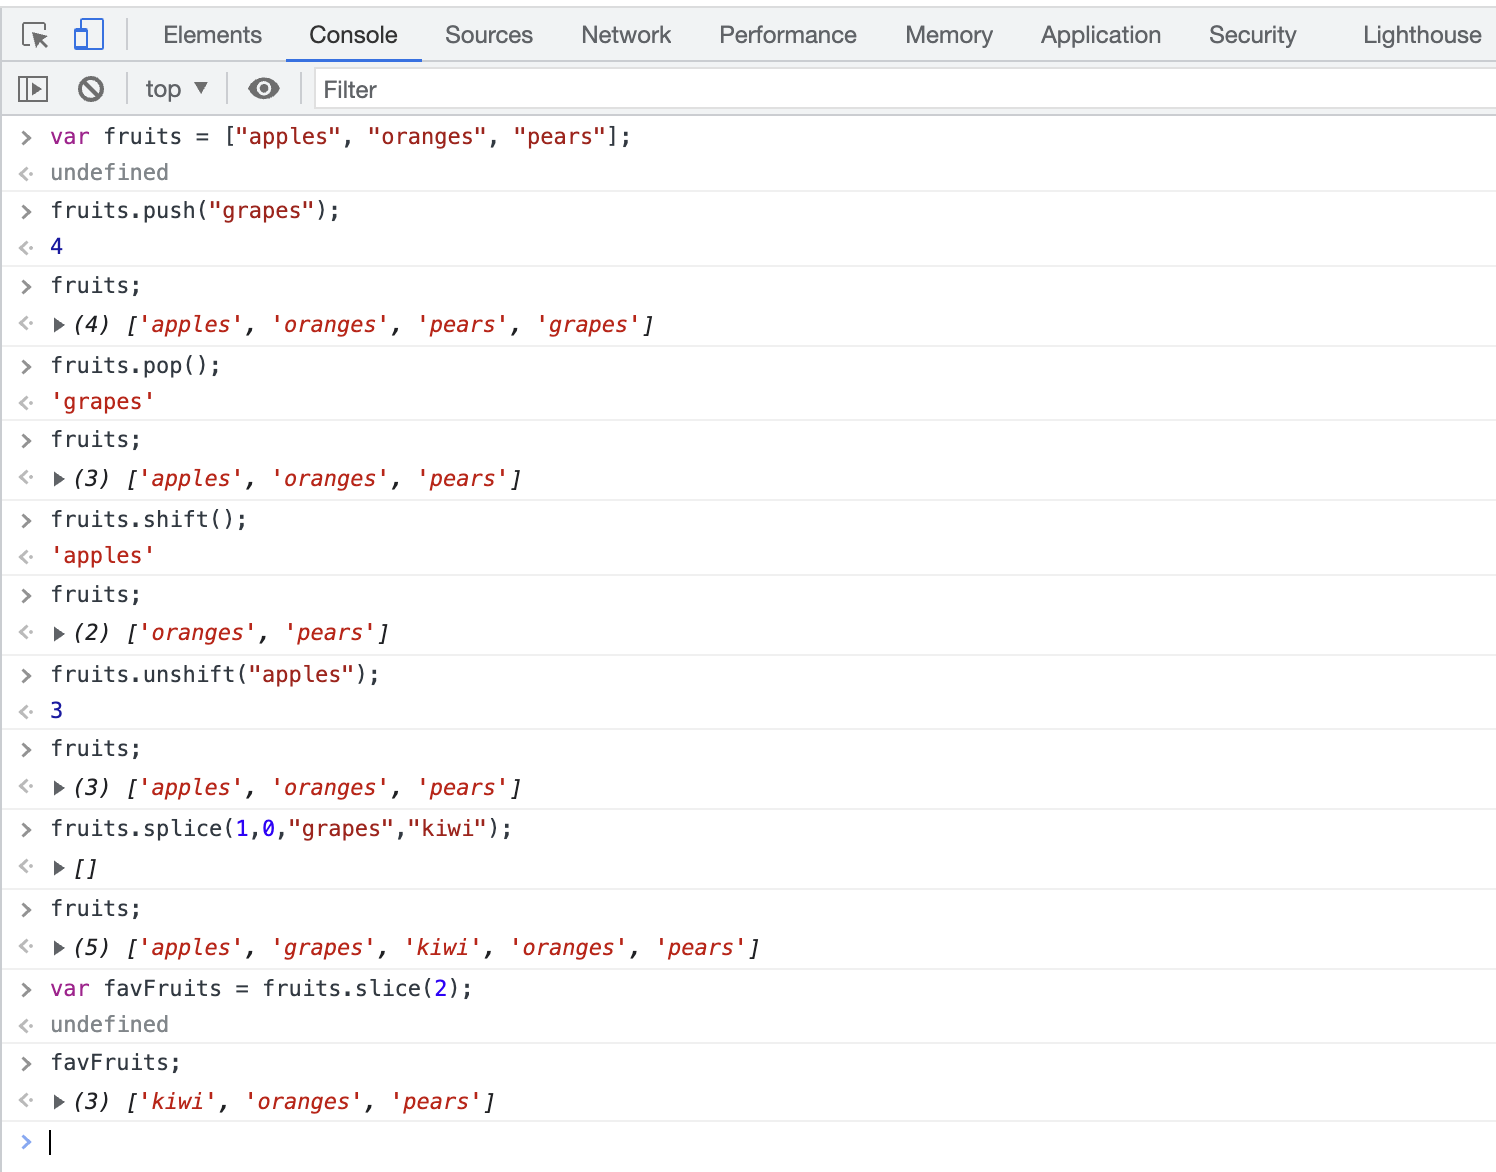 Elements Console Sources Network Performance Memory Application Security Lighthouse
top ▼ Filter
> var fruits = ["apples", "oranges", "pears"];
<· undefined
> fruits.push("grapes");
<· 4
> fruits;
<· ▶ (4) ['apples', 'oranges', 'pears', 'grapes']
> fruits.pop();
<· 'grapes'
> fruits;
<· ▶ (3) ['apples', 'oranges', 'pears']
> fruits.shift();
<· 'apples'
> fruits;
<· ▶ (2) ['oranges', 'pears']
> fruits.unshift("apples");
<· 3
> fruits;
<· ▶ (3) ['apples', 'oranges', 'pears']
> fruits.splice(1,0,"grapes","kiwi");
<· ▶ []
> fruits;
<· ▶ (5) ['apples', 'grapes', 'kiwi', 'oranges', 'pears']
> var favFruits = fruits.slice(2);
<· undefined
> favFruits;
<· ▶ (3) ['kiwi', 'oranges', 'pears']
>